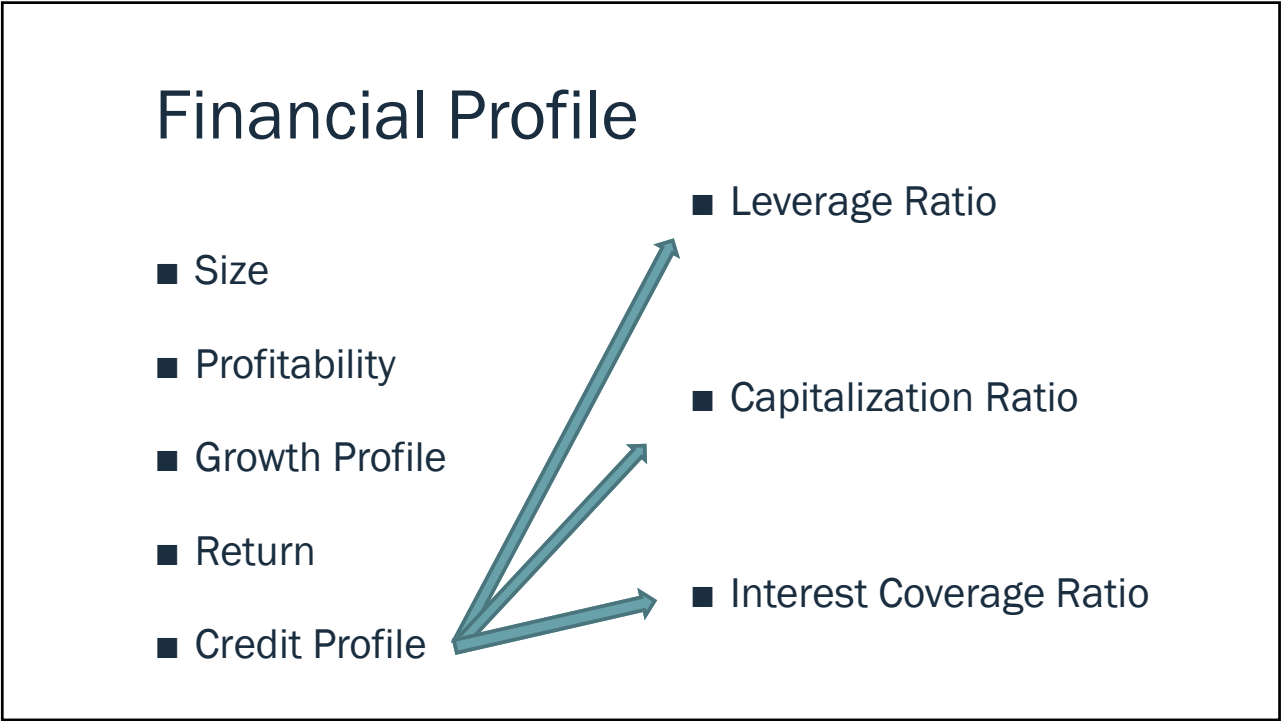 Financial Profile
■ Size
■ Profitability
■ Growth Profile
■ Return
■ Credit Profile
■ Leverage Ratio
■ Capitalization Ratio
■ Interest Coverage Ratio